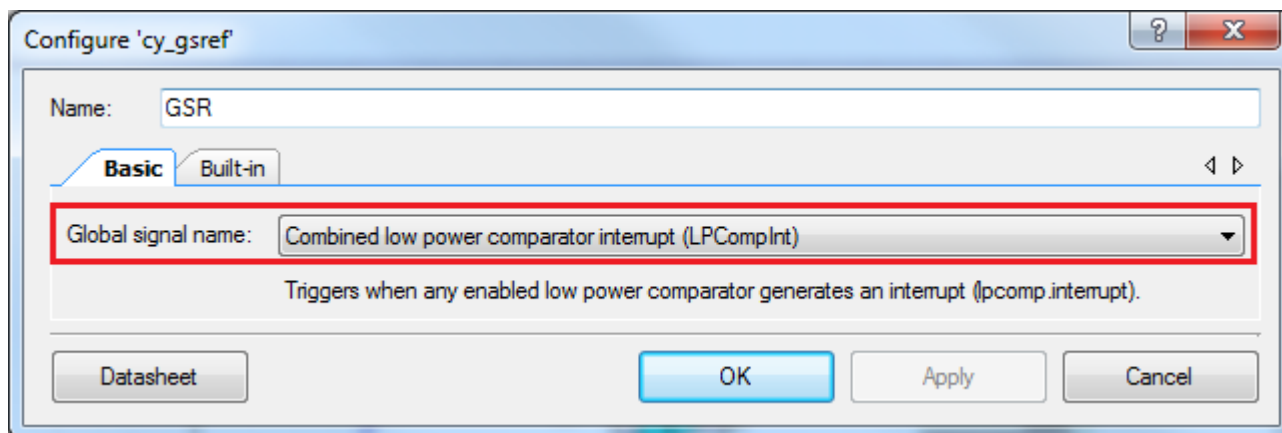 Configure 'cy_gsref'
?
Name: GSR
Basic Built-in
Global signal name: Combined low power comparator interrupt (LPCompInt)
Triggers when any enabled low power comparator generates an interrupt (lpcomp.interrupt).
Datasheet OK Apply Cancel